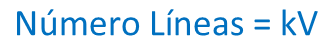 Número Líneas = kV